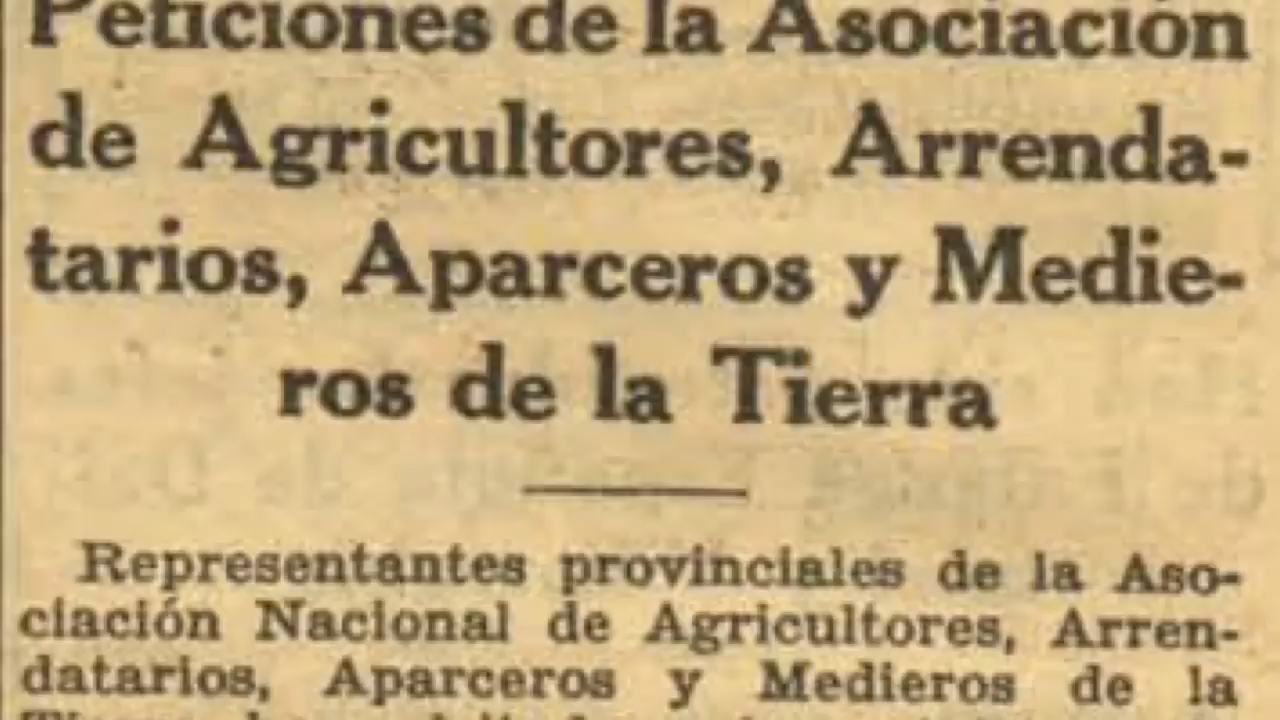 Peticiones de la Asociación
de Agricultores, Arrenda-
tarios, Aparceros y Medie-
ros de la Tierra
Representantes provinciales de la Aso-
ciación Nacional de Agricultores, Arren-
datarios, Aparceros y Medieros de la